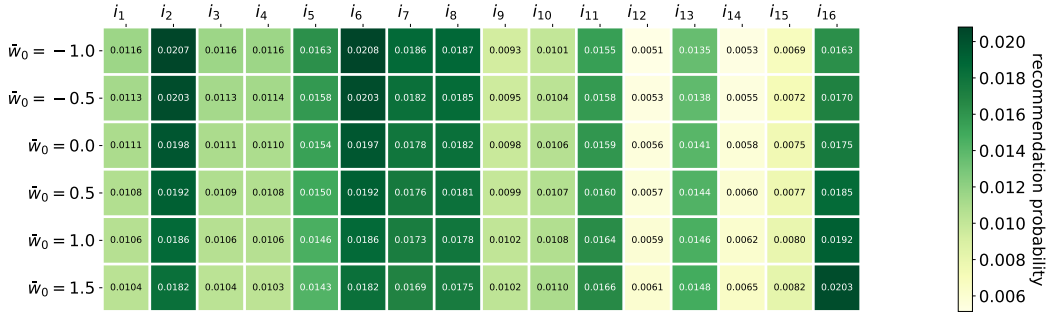 i₁ i₂ i₃ i₄ i₅ i₆ i₇ i₈ i₉ i₁₀ i₁₁ i₁₂ i₁₃ i₁₄ i₁₅ i₁₆
w̄₀ = −1.0 0.0116 0.0207 0.0116 0.0116 0.0163 0.0208 0.0186 0.0187 0.0093 0.0101 0.0155 0.0051 0.0135 0.0053 0.0069 0.0163
w̄₀ = −0.5 0.0113 0.0203 0.0113 0.0114 0.0158 0.0203 0.0182 0.0185 0.0095 0.0104 0.0158 0.0053 0.0138 0.0055 0.0072 0.0170
w̄₀ = 0.0 0.0111 0.0198 0.0111 0.0110 0.0154 0.0197 0.0178 0.0182 0.0098 0.0106 0.0159 0.0056 0.0141 0.0058 0.0075 0.0175
w̄₀ = 0.5 0.0108 0.0192 0.0109 0.0108 0.0150 0.0192 0.0176 0.0181 0.0099 0.0107 0.0160 0.0057 0.0144 0.0060 0.0077 0.0185
w̄₀ = 1.0 0.0106 0.0186 0.0106 0.0106 0.0146 0.0186 0.0173 0.0178 0.0102 0.0108 0.0164 0.0059 0.0146 0.0062 0.0080 0.0192
w̄₀ = 1.5 0.0104 0.0182 0.0104 0.0103 0.0143 0.0182 0.0169 0.0175 0.0102 0.0110 0.0166 0.0061 0.0148 0.0065 0.0082 0.0203
0.020
0.018
0.016
0.014
0.012
0.010
0.008
0.006
recommendation probability